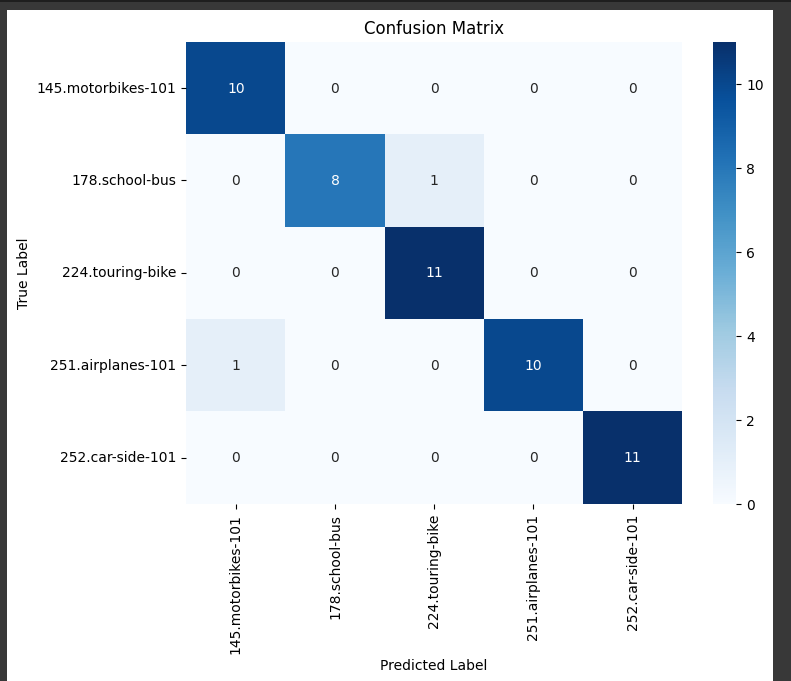 Confusion Matrix
True Label
145.motorbikes-101 10 0 0 0 0
178.school-bus 0 8 1 0 0
224.touring-bike 0 0 11 0 0
251.airplanes-101 1 0 0 10 0
252.car-side-101 0 0 0 0 11
145.motorbikes-101
178.school-bus
224.touring-bike
251.airplanes-101
252.car-side-101
Predicted Label
10
8
6
4
2
0